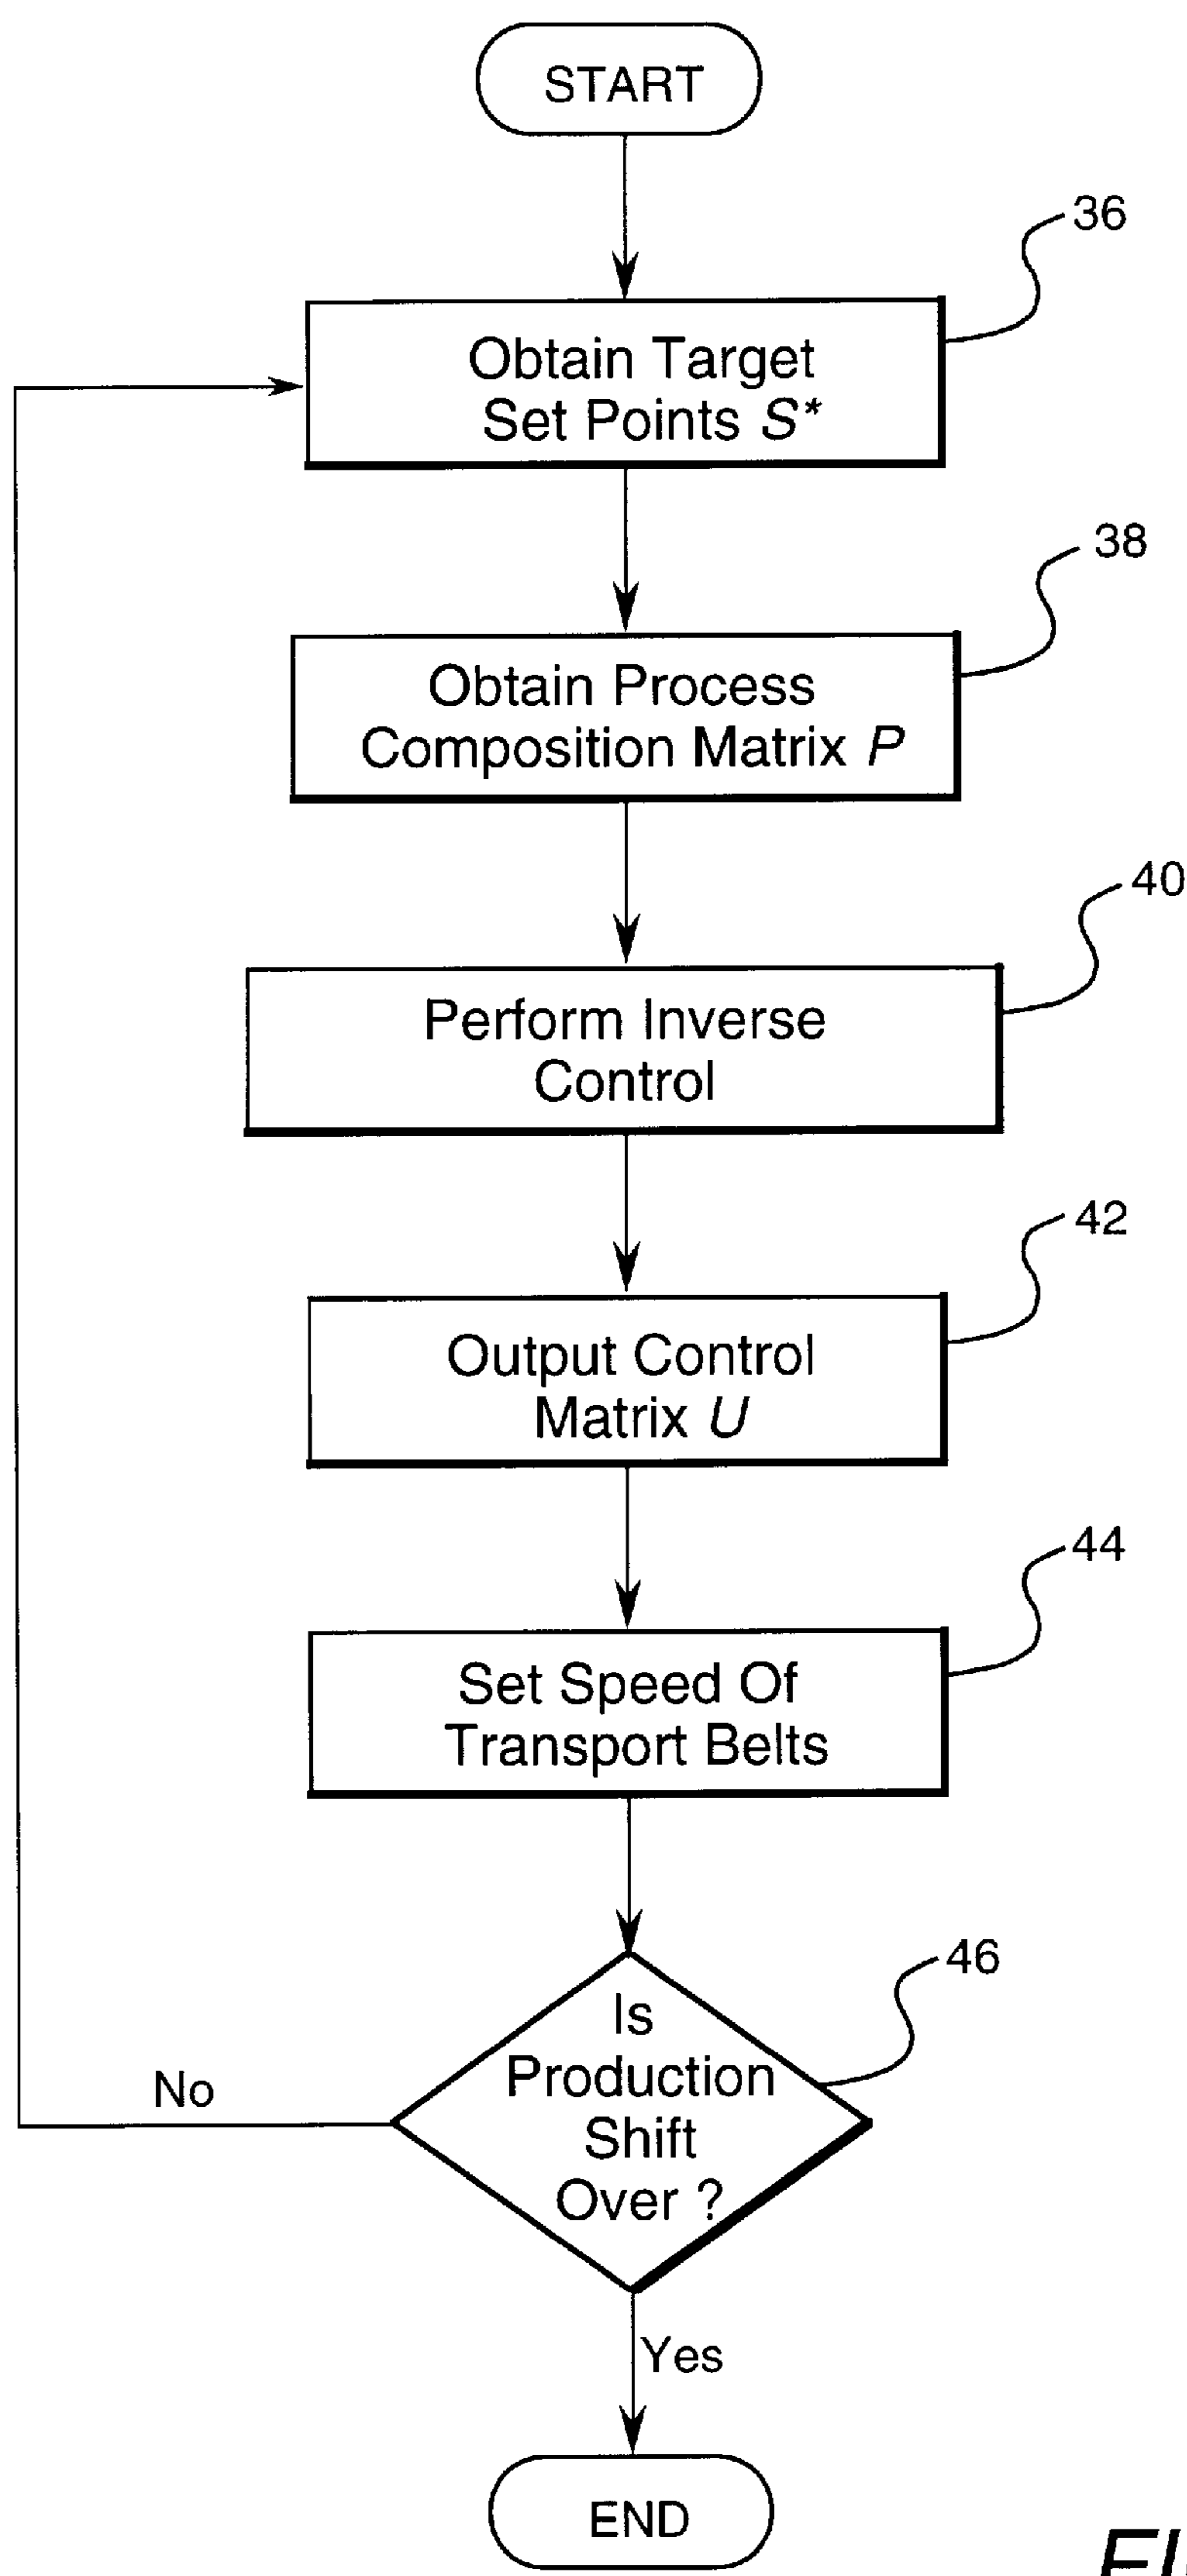 START
36
Obtain Target
Set Points S*
38
Obtain Process
Composition Matrix P
40
Perform Inverse
Control
42
Output Control
Matrix U
44
Set Speed Of
Transport Belts
46
Is
Production
Shift
Over ?
No
Yes
END